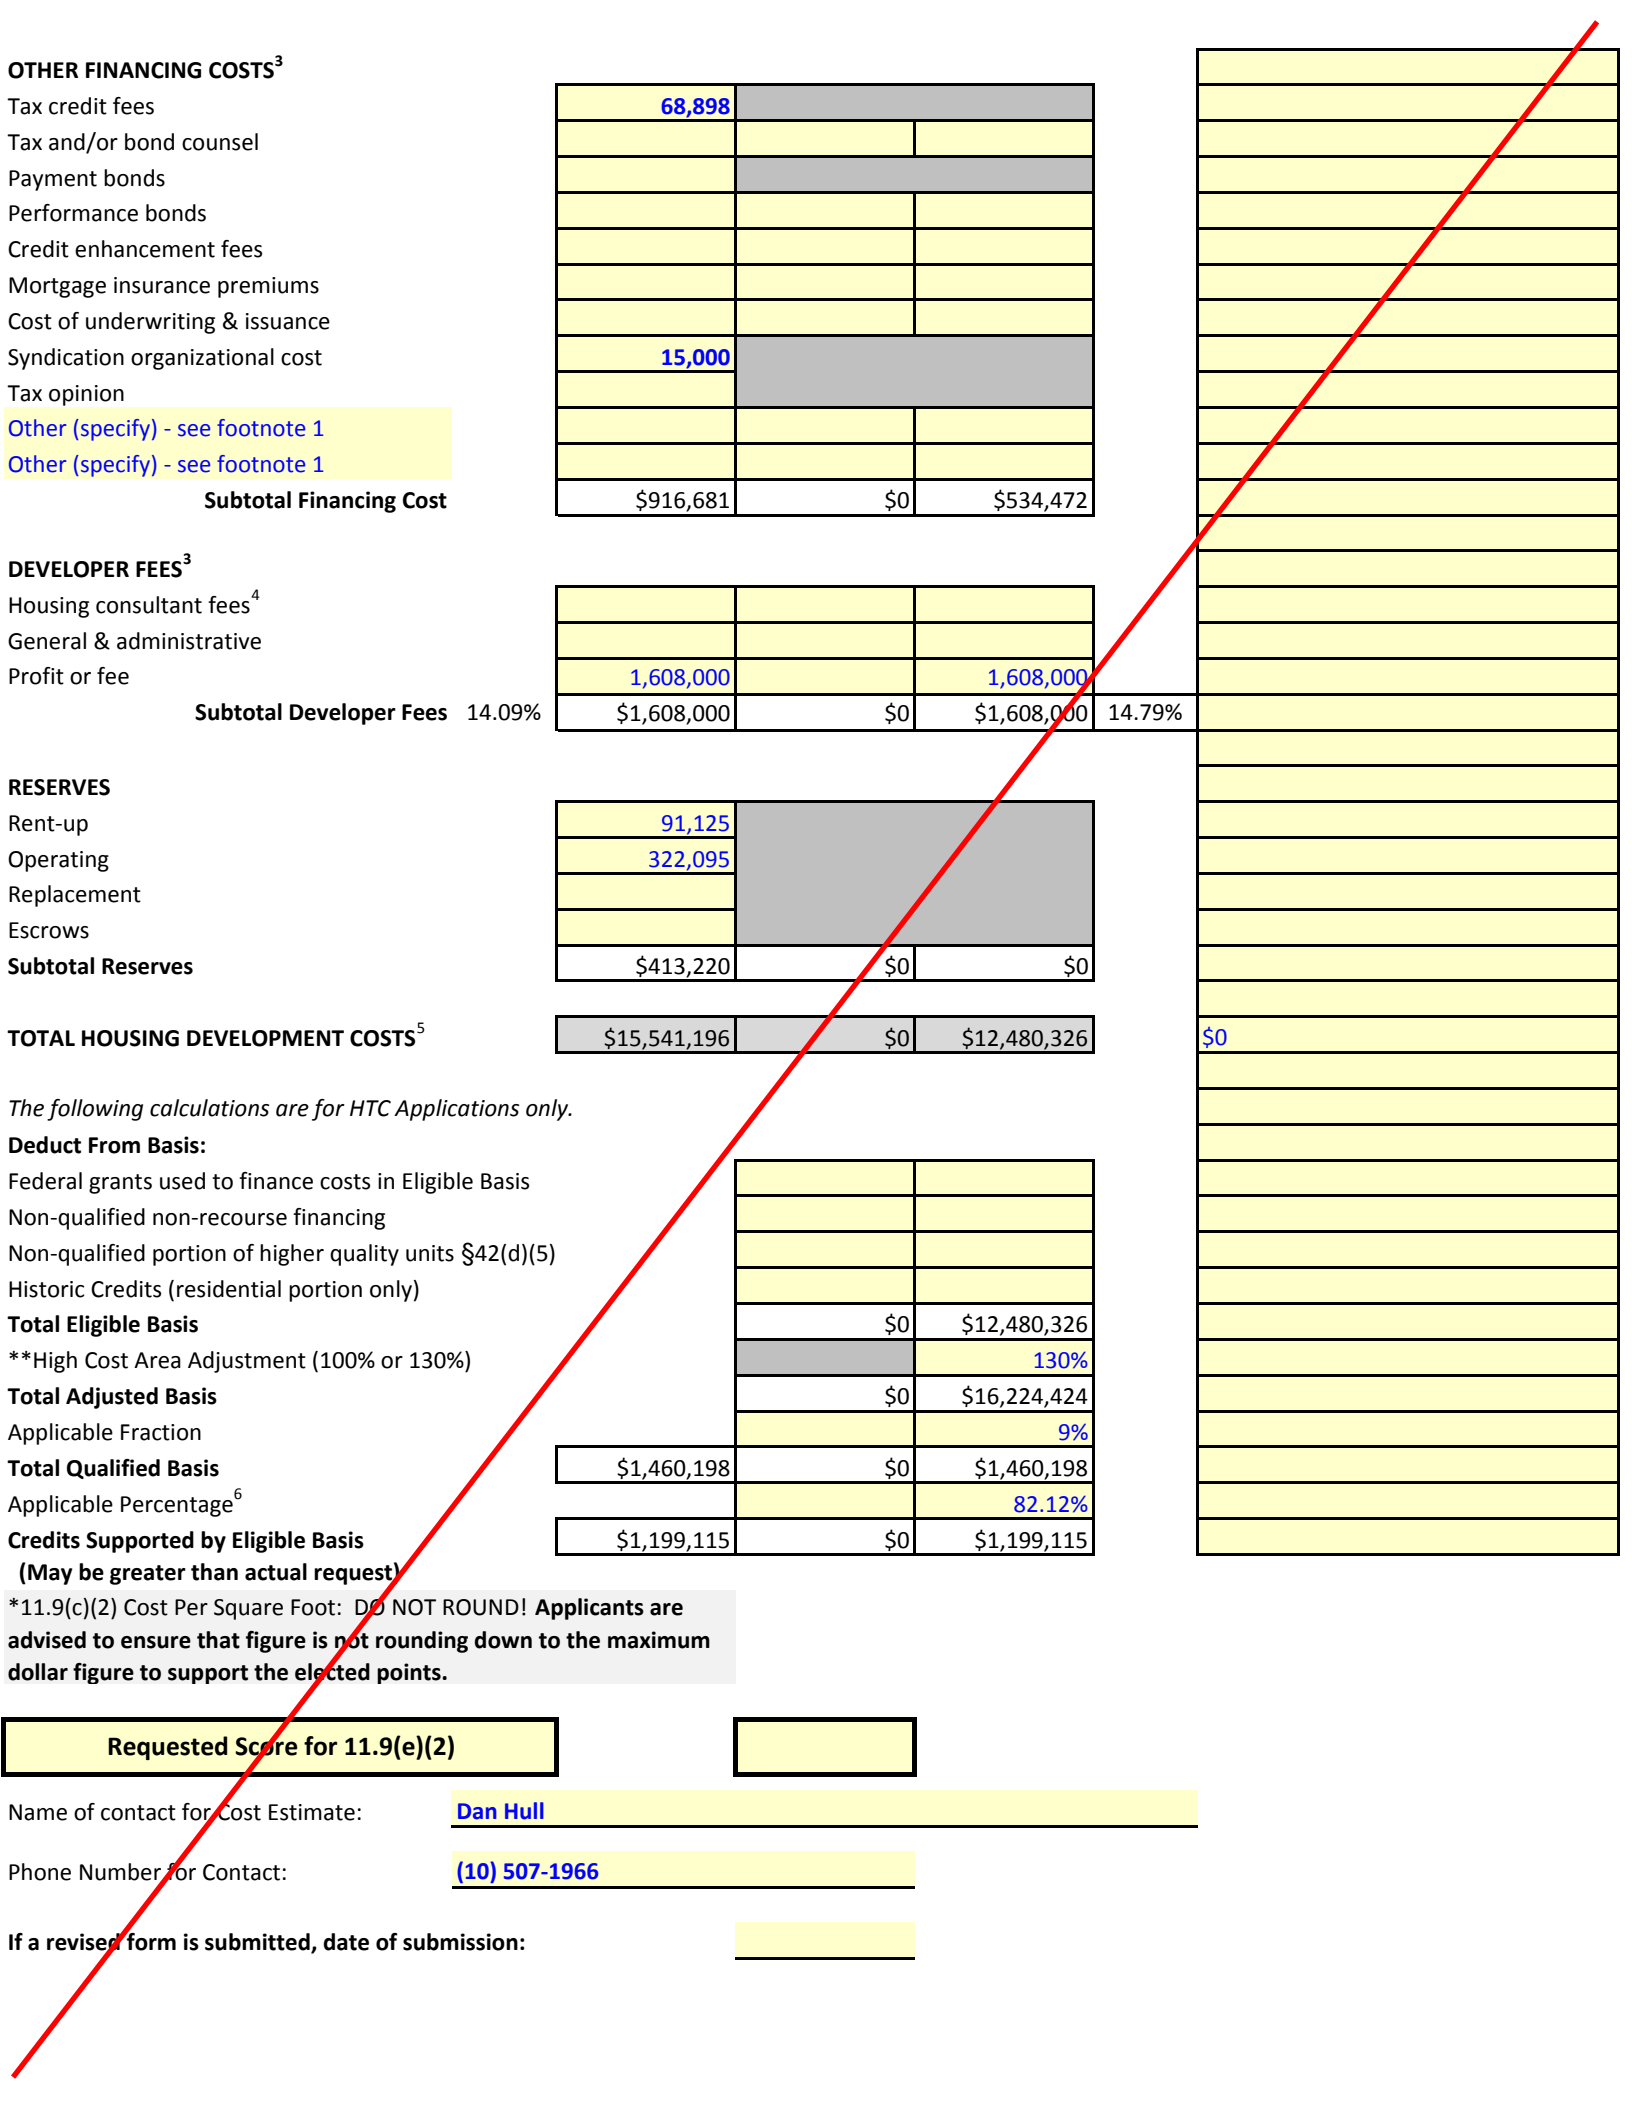 OTHER FINANCING COSTS3
Tax credit fees 68,898
Tax and/or bond counsel
Payment bonds
Performance bonds
Credit enhancement fees
Mortgage insurance premiums
Cost of underwriting & issuance
Syndication organizational cost 15,000
Tax opinion
Other (specify) - see footnote 1
Other (specify) - see footnote 1
Subtotal Financing Cost $916,681 $0 $534,472
DEVELOPER FEES3
Housing consultant fees4
General & administrative
Profit or fee 1,608,000 1,608,000
Subtotal Developer Fees 14.09% $1,608,000 $0 $1,608,000 14.79%
RESERVES
Rent-up 91,125
Operating 322,095
Replacement
Escrows
Subtotal Reserves $413,220 $0 $0
TOTAL HOUSING DEVELOPMENT COSTS5 $15,541,196 $0 $12,480,326 $0
The following calculations are for HTC Applications only.
Deduct From Basis:
Federal grants used to finance costs in Eligible Basis
Non-qualified non-recourse financing
Non-qualified portion of higher quality units §42(d)(5)
Historic Credits (residential portion only)
Total Eligible Basis $0 $12,480,326
**High Cost Area Adjustment (100% or 130%) 130%
Total Adjusted Basis $0 $16,224,424
Applicable Fraction 9%
Total Qualified Basis $1,460,198 $0 $1,460,198
Applicable Percentage6 82.12%
Credits Supported by Eligible Basis $1,199,115 $0 $1,199,115
(May be greater than actual request)
*11.9(c)(2) Cost Per Square Foot: DO NOT ROUND! Applicants are
advised to ensure that figure is not rounding down to the maximum
dollar figure to support the elected points.
Requested Score for 11.9(e)(2)
Name of contact for Cost Estimate: Dan Hull
Phone Number for Contact: (10) 507-1966
If a revised form is submitted, date of submission: